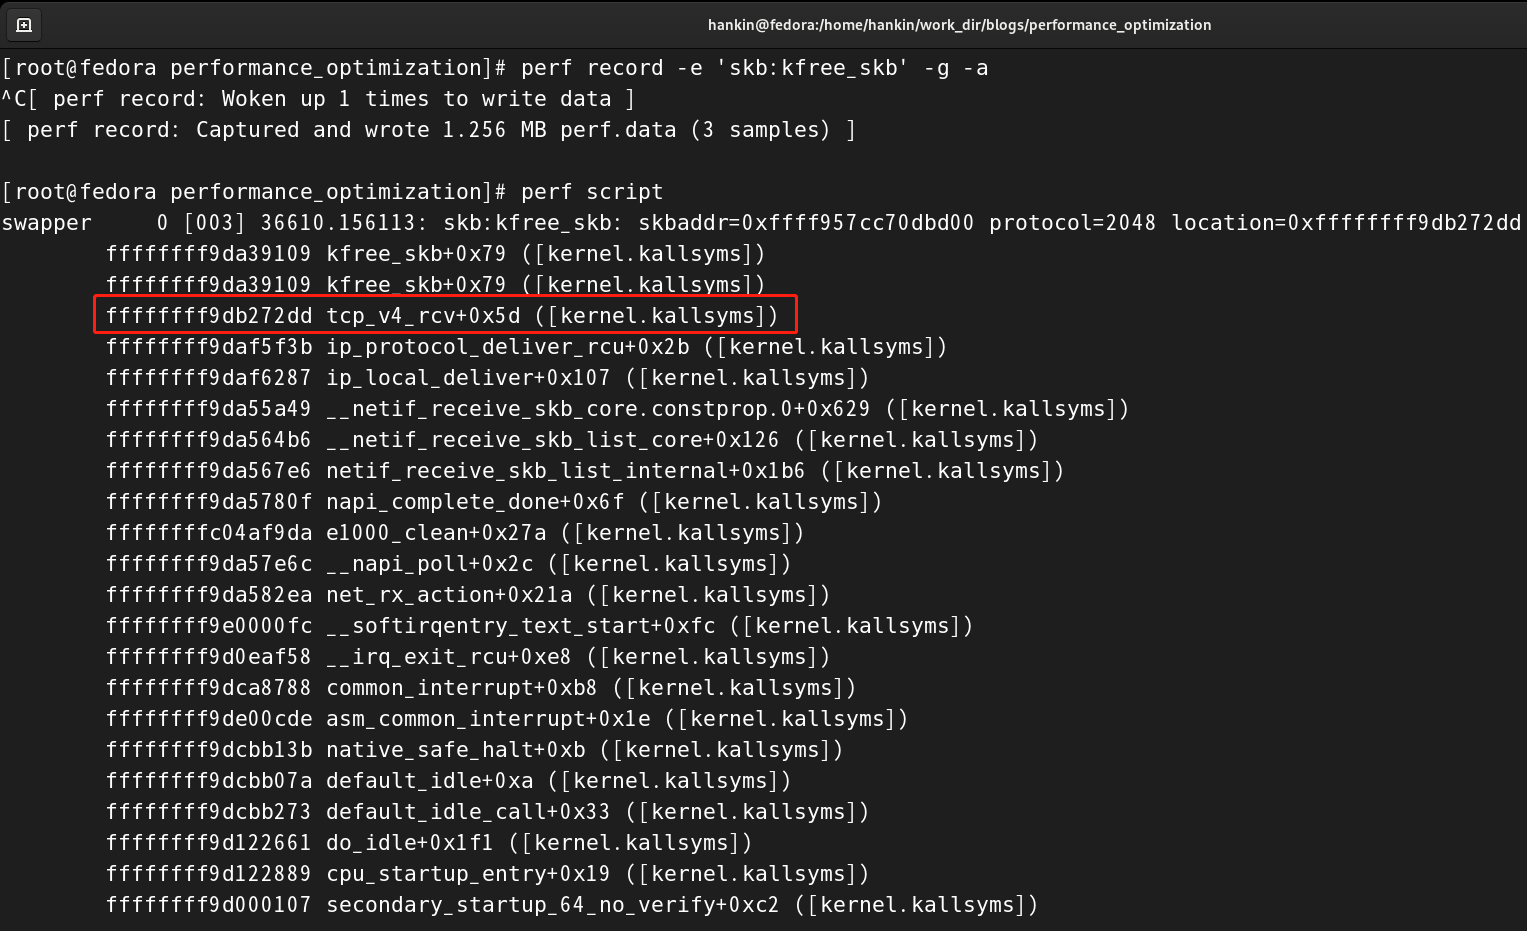 hankin@fedora:/home/hankin/work_dir/blogs/performance_optimization
[root@fedora performance_optimization]# perf record -e 'skb:kfree_skb' -g -a
^C[ perf record: Woken up 1 times to write data ]
[ perf record: Captured and wrote 1.256 MB perf.data (3 samples) ]
[root@fedora performance_optimization]# perf script
swapper     0 [003] 36610.156113: skb:kfree_skb: skbaddr=0xffff957cc70dbd00 protocol=2048 location=0xffffffff9db272dd
        ffffffff9da39109 kfree_skb+0x79 ([kernel.kallsyms])
        ffffffff9da39109 kfree_skb+0x79 ([kernel.kallsyms])
        ffffffff9db272dd tcp_v4_rcv+0x5d ([kernel.kallsyms])
        ffffffff9daf5f3b ip_protocol_deliver_rcu+0x2b ([kernel.kallsyms])
        ffffffff9daf6287 ip_local_deliver+0x107 ([kernel.kallsyms])
        ffffffff9da55a49 __netif_receive_skb_core.constprop.0+0x629 ([kernel.kallsyms])
        ffffffff9da564b6 __netif_receive_skb_list_core+0x126 ([kernel.kallsyms])
        ffffffff9da567e6 netif_receive_skb_list_internal+0x1b6 ([kernel.kallsyms])
        ffffffff9da5780f napi_complete_done+0x6f ([kernel.kallsyms])
        ffffffffc04af9da e1000_clean+0x27a ([kernel.kallsyms])
        ffffffff9da57e6c __napi_poll+0x2c ([kernel.kallsyms])
        ffffffff9da582ea net_rx_action+0x21a ([kernel.kallsyms])
        ffffffff9e0000fc __softirqentry_text_start+0xfc ([kernel.kallsyms])
        ffffffff9d0eaf58 __irq_exit_rcu+0xe8 ([kernel.kallsyms])
        ffffffff9dca8788 common_interrupt+0xb8 ([kernel.kallsyms])
        ffffffff9de00cde asm_common_interrupt+0x1e ([kernel.kallsyms])
        ffffffff9dcbb13b native_safe_halt+0xb ([kernel.kallsyms])
        ffffffff9dcbb07a default_idle+0xa ([kernel.kallsyms])
        ffffffff9dcbb273 default_idle_call+0x33 ([kernel.kallsyms])
        ffffffff9d122661 do_idle+0x1f1 ([kernel.kallsyms])
        ffffffff9d122889 cpu_startup_entry+0x19 ([kernel.kallsyms])
        ffffffff9d000107 secondary_startup_64_no_verify+0xc2 ([kernel.kallsyms])